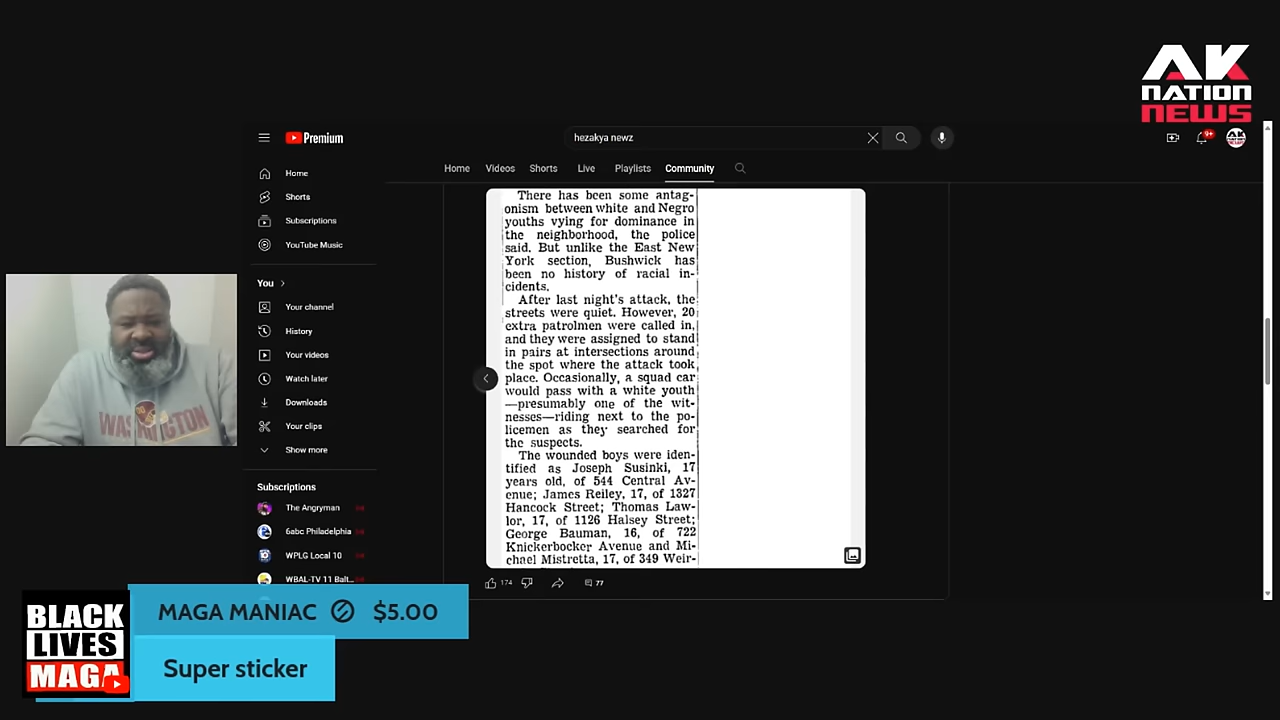 AK
NATION
NEWS
Premium
hezakya newz
9+
Home
Videos
Shorts
Live
Playlists
Community
Home
Shorts
Subscriptions
YouTube Music
You
Your channel
History
Your videos
Watch later
Downloads
Your clips
Show more
Subscriptions
The Angryman
6abc Philadelphia
WPLG Local 10
WBAL-TV 11 Balt...
There has been some antag-
onism between white and Negro
youths vying for dominance in
the neighborhood, the police
said. But unlike the East New
York section, Bushwick has
been no history of racial in-
cidents.
After last night's attack, the
streets were quiet. However, 20
extra patrolmen were called in,
and they were assigned to stand
in pairs at intersections around
the spot where the attack took
place. Occasionally, a squad car
would pass with a white youth
—presumably one of the wit-
nesses—riding next to the po-
licemen as they searched for
the suspects.
The wounded boys were iden-
tified as Joseph Susinki, 17
years old, of 544 Central Av-
enue; James Reiley, 17, of 1327
Hancock Street; Thomas Law-
lor, 17, of 1126 Halsey Street;
George Bauman, 16, of 722
Knickerbocker Avenue and Mi-
chael Mistretta, 17, of 349 Weir-
174
77
WASHINGTON
BLACK
LIVES
MAGA
MAGA MANIAC $5.00
Super sticker